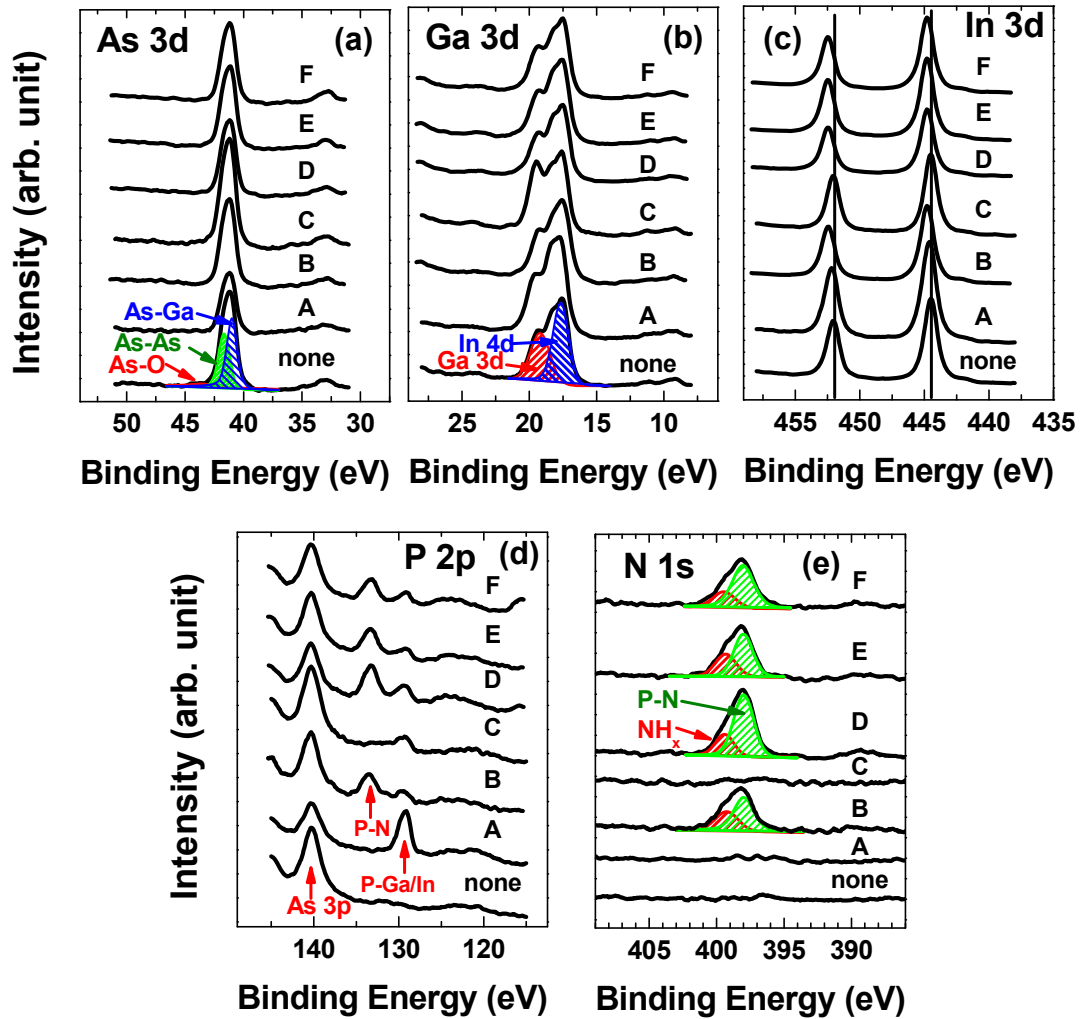 Intensity (arb. unit)
As 3d
(a)
F
E
D
C
B
A
none
As-Ga
As-As
As-O
50 45 40 35 30
Binding Energy (eV)
Ga 3d
(b)
F
E
D
C
B
A
none
In 4d
Ga 3d
25 20 15 10
Binding Energy (eV)
(c)
In 3d
F
E
D
C
B
A
none
455 450 445 440 435
Binding Energy (eV)
Intensity (arb. unit)
P 2p
(d)
F
E
D
C
B
P-N
A
P-Ga/In
none
As 3p
140 130 120
Binding Energy (eV)
N 1s
(e)
F
E
P-N
D
NHx
C
B
A
none
405 400 395 390
Binding Energy (eV)